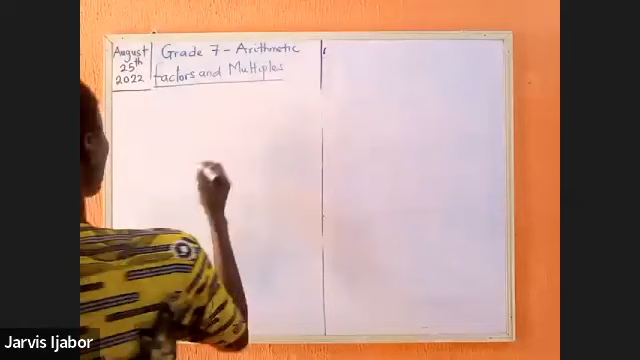 August
25th
2022
Grade 7 - Arithmetic
Factors and Multiples
Jarvis Ijabor